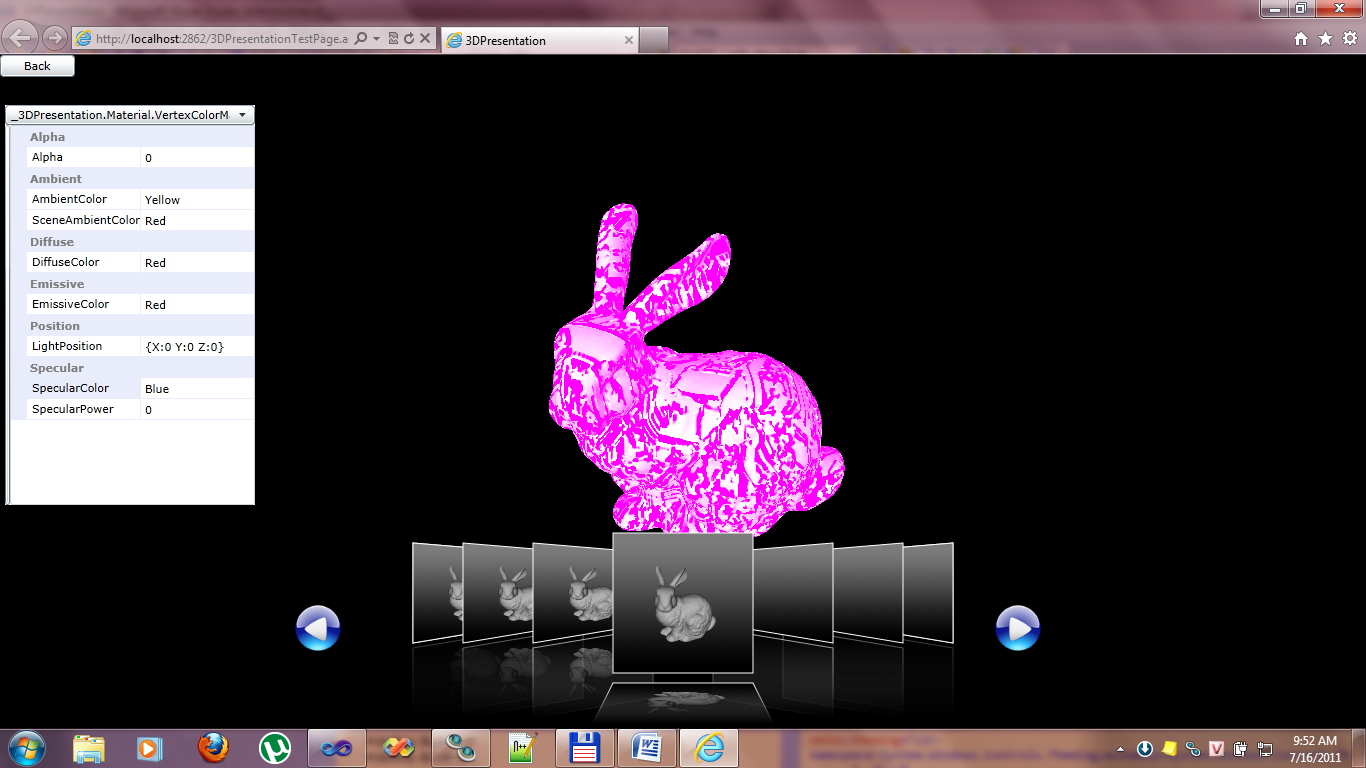 http://localhost:2862/3DPresentationTestPage.a
3DPresentation
Back
_3DPresentation.Material.VertexColorM
Alpha
Alpha 0
Ambient
AmbientColor Yellow
SceneAmbientColor Red
Diffuse
DiffuseColor Red
Emissive
EmissiveColor Red
Position
LightPosition {X:0 Y:0 Z:0}
Specular
SpecularColor Blue
SpecularPower 0
9:52 AM
7/16/2011